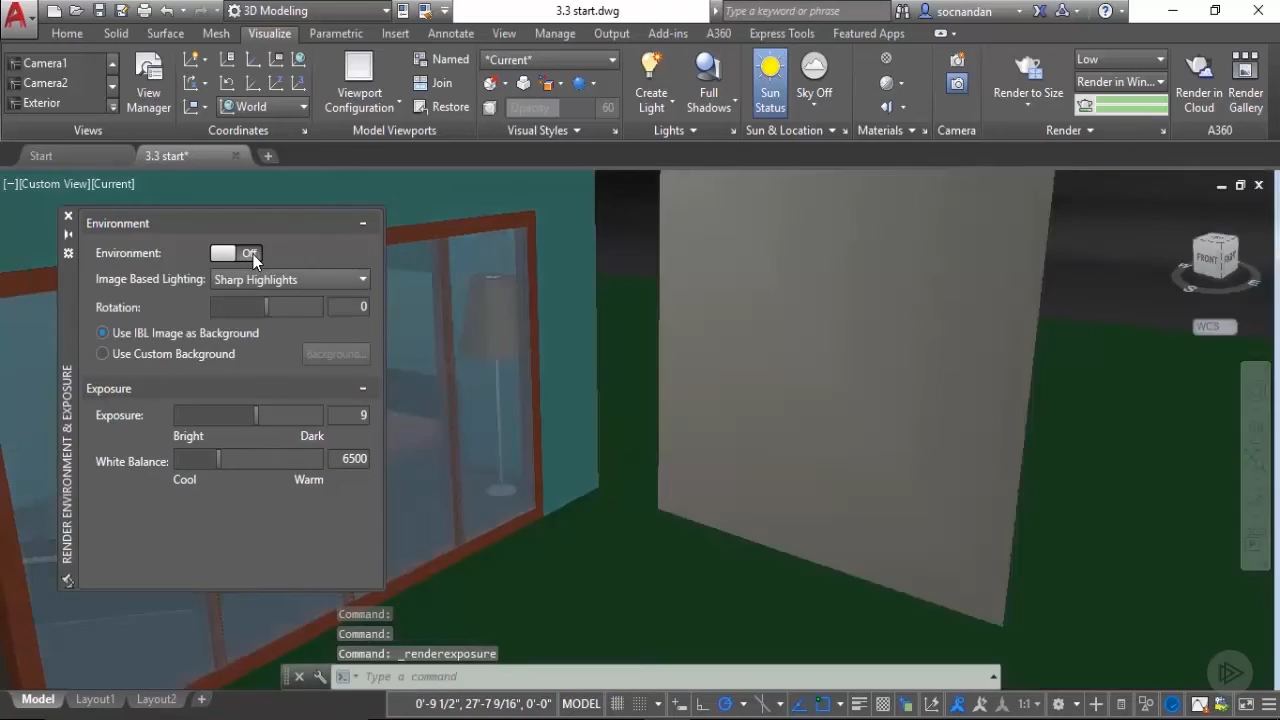 3D Modeling
3.3 start.dwg
Type a keyword or phrase
socnandan
Home Solid Surface Mesh Visualize Parametric Insert Annotate View Manage Output Add-ins A360 Express Tools Featured Apps
Camera1
Camera2
Exterior
View Manager
World
Viewport Configuration
Named
Join
Restore
*Current*
Opacity 60
Create Light
Full Shadows
Sun Status
Sky Off
Render to Size
Low
Render in Win...
Render in Cloud
Render Gallery
Views Coordinates Model Viewports Visual Styles Lights Sun & Location Materials Camera Render A360
Start 3.3 start*
[−][Custom View][Current]
Environment
Environment: Off
Image Based Lighting: Sharp Highlights
Rotation: 0
Use IBL Image as Background
Use Custom Background Background...
Exposure
Exposure: 9
Bright Dark
White Balance: 6500
Cool Warm
RENDER ENVIRONMENT & EXPOSURE
FRONT
S E
WCS
Command:
Command:
Command: _renderexposure
Type a command
Model Layout1 Layout2
0'-9 1/2", 27'-7 9/16", 0'-0" MODEL 1:1